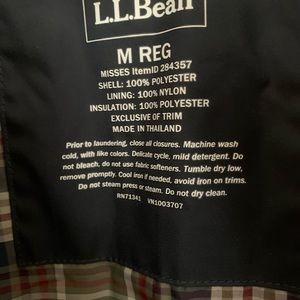 L.L.Bean
M REG
MISSES ItemID 284357
SHELL: 100% POLYESTER
LINING: 100% NYLON
INSULATION: 100% POLYESTER
EXCLUSIVE OF TRIM
MADE IN THAILAND
Prior to laundering, close all closures. Machine wash
cold, with like colors. Delicate cycle, mild detergent. Do
not bleach, do not use fabric softeners. Tumble dry low,
remove promptly. Cool iron if needed, avoid iron on trims.
Do not steam press or steam. Do not dry clean.
RN71341 VN1003707